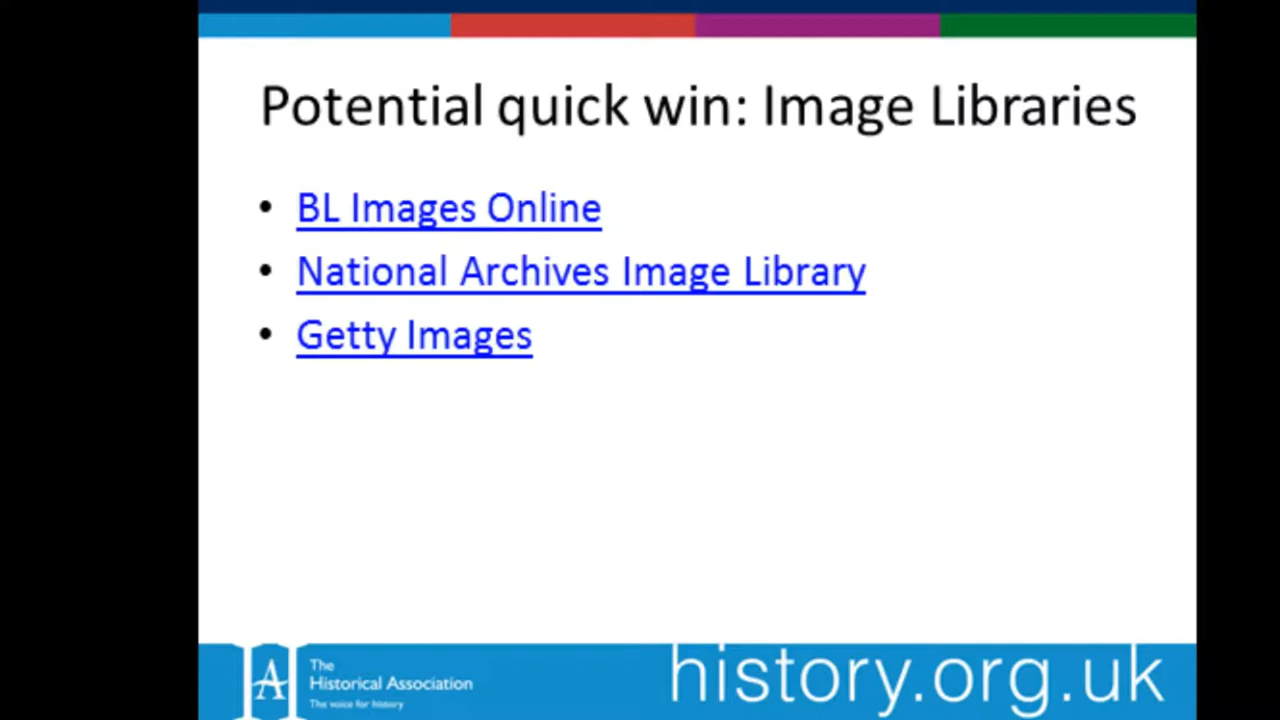 Potential quick win: Image Libraries
• BL Images Online
• National Archives Image Library
• Getty Images
The
Historical Association
The voice for history
history.org.uk